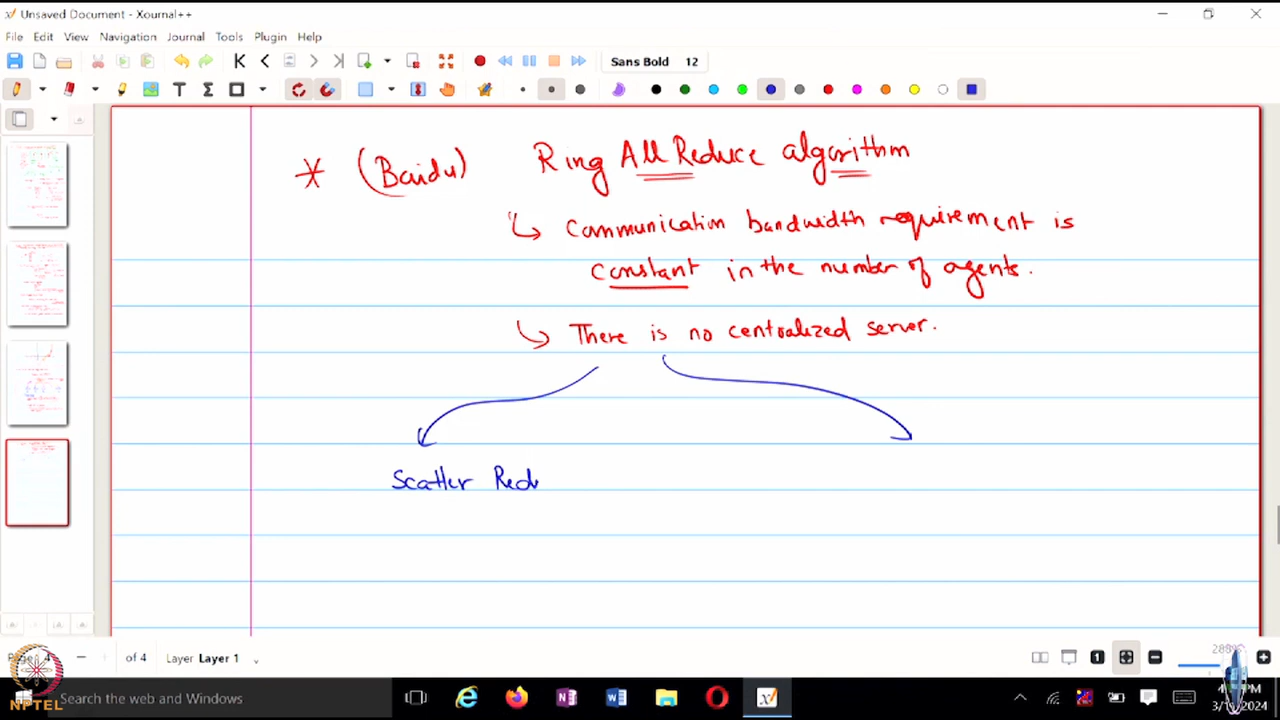 Unsaved Document - Xournal++
File Edit View Navigation Journal Tools Plugin Help
Sans Bold 12
* (Baidu) Ring All Reduce algorithm
↳ Communication bandwidth requirement is
constant in the number of agents.
↳ There is no centralized server.
Scatter Redu
of 4 Layer Layer 1
NPTEL
Search the web and Windows